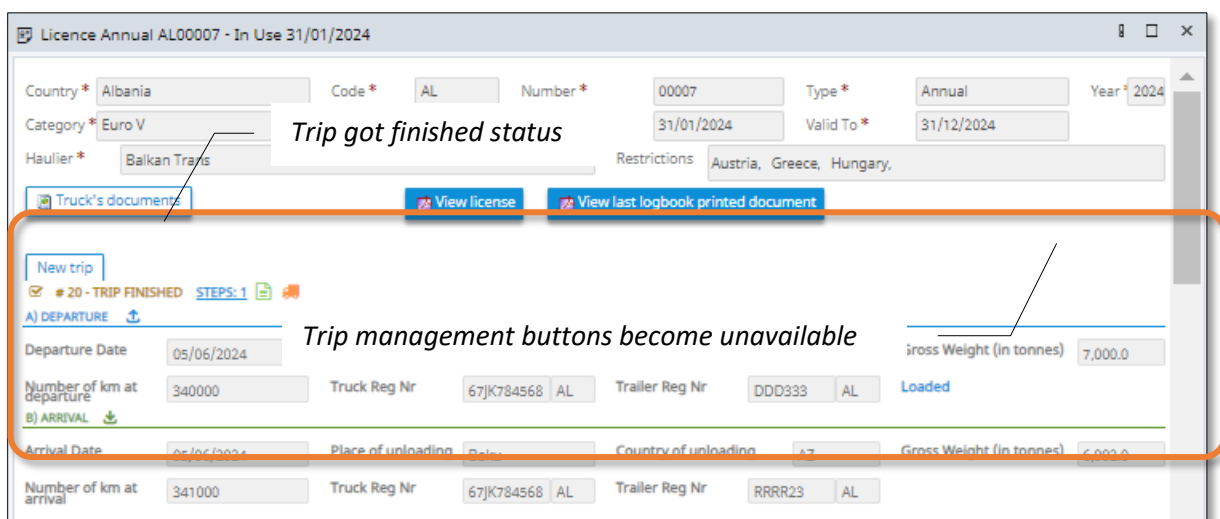 Licence Annual AL00007 - In Use 31/01/2024
Country * Albania Code * AL Number * 00007 Type * Annual Year * 2024
Category * Euro V 31/01/2024 Valid To * 31/12/2024
Trip got finished status
Haulier * Balkan Trans Restrictions Austria, Greece, Hungary,
Truck's documents View license View last logbook printed document
New trip
# 20 - TRIP FINISHED STEPS: 1
A) DEPARTURE
Trip management buttons become unavailable
Departure Date 05/06/2024 Gross Weight (in tonnes) 7,000.0
Number of km at departure 340000 Truck Reg Nr 67JK784568 AL Trailer Reg Nr DDD333 AL Loaded
B) ARRIVAL
Arrival Date 05/06/2024 Place of unloading Baku Country of unloading AZ Gross Weight (in tonnes)
Number of km at arrival 341000 Truck Reg Nr 67JK784568 AL Trailer Reg Nr RRRR23 AL